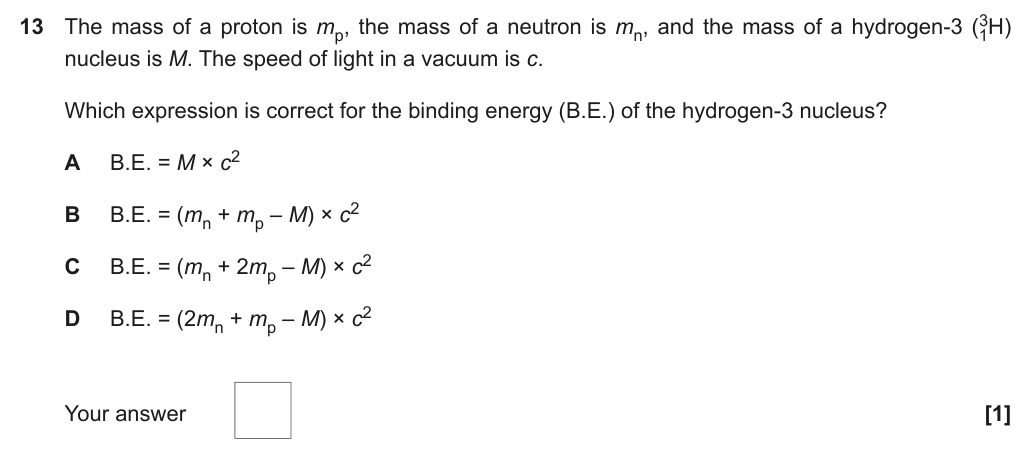 13 The mass of a proton is mₚ, the mass of a neutron is mₙ, and the mass of a hydrogen-3 (³₁H)
nucleus is M. The speed of light in a vacuum is c.
Which expression is correct for the binding energy (B.E.) of the hydrogen-3 nucleus?
A B.E. = M × c²
B B.E. = (mₙ + mₚ – M) × c²
C B.E. = (mₙ + 2mₚ – M) × c²
D B.E. = (2mₙ + mₚ – M) × c²
Your answer [1]